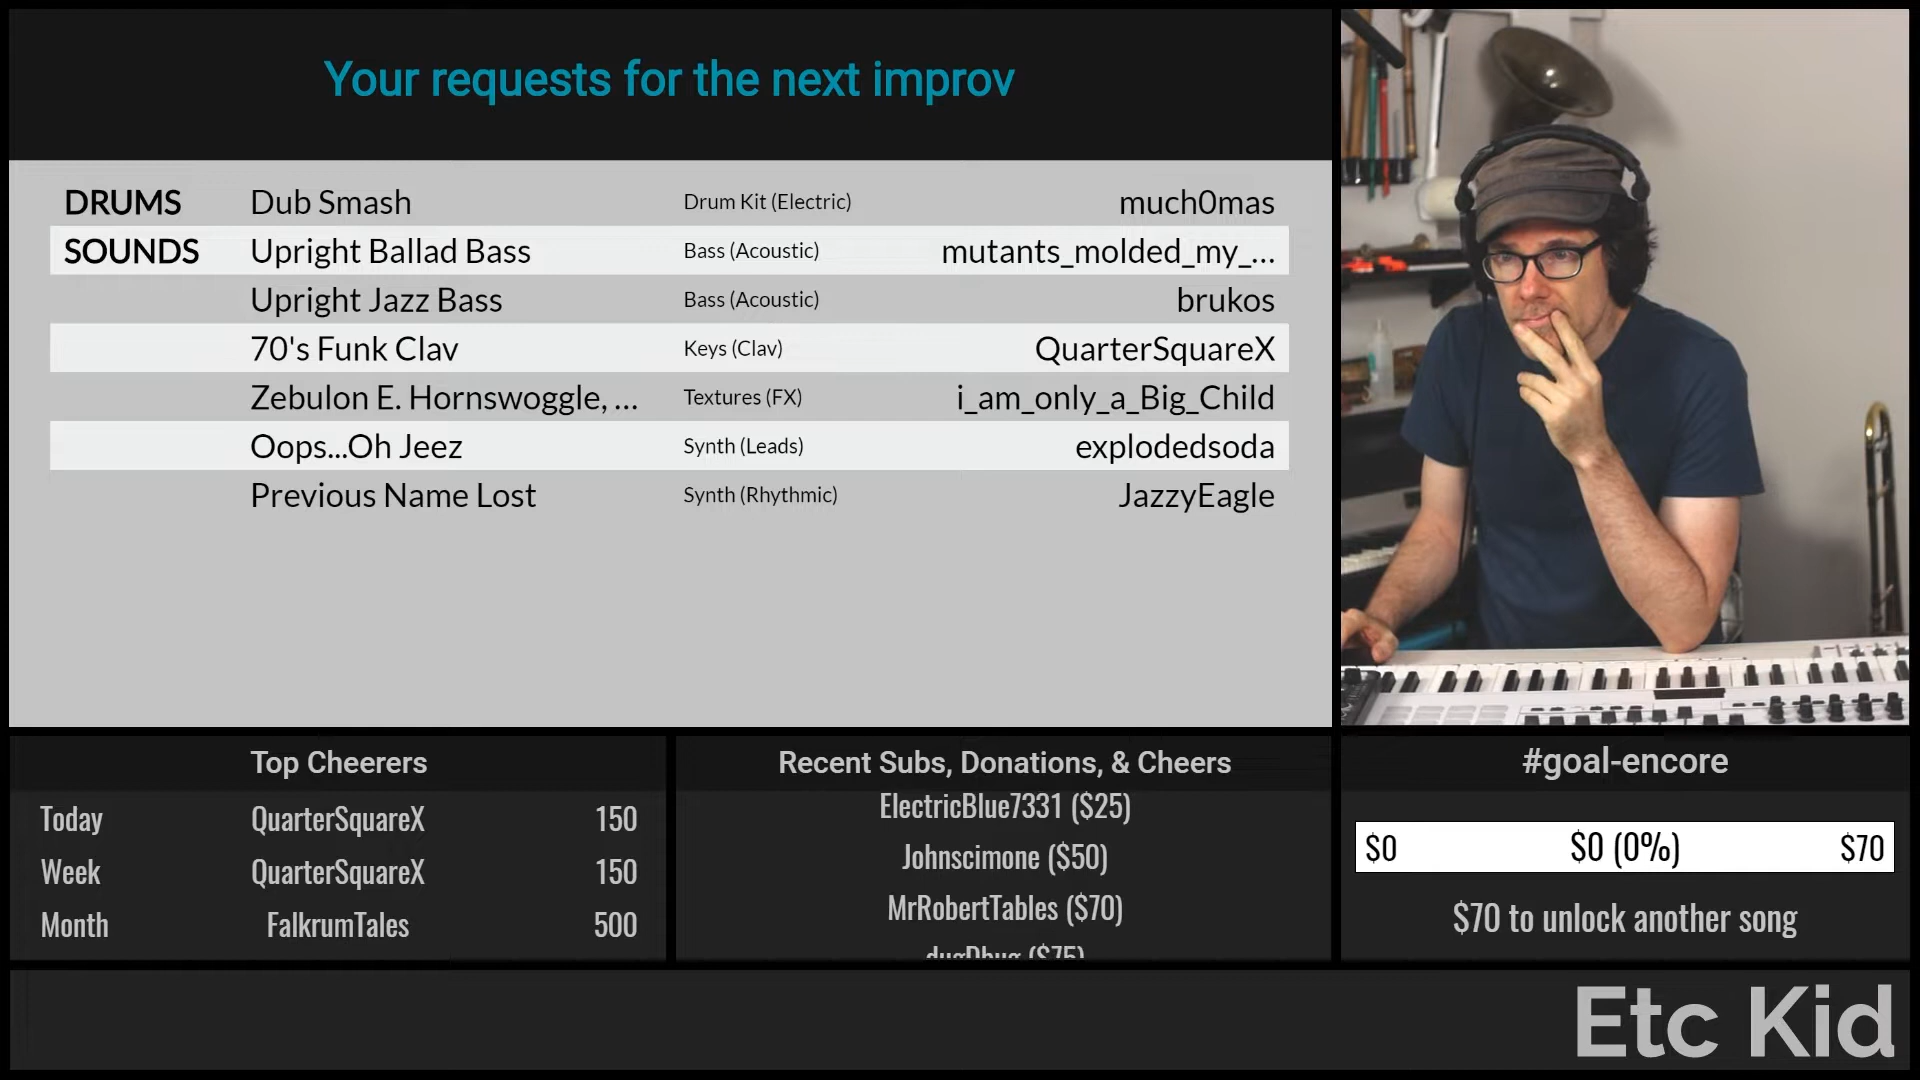 Your requests for the next improv
DRUMS Dub Smash Drum Kit (Electric) much0mas
SOUNDS Upright Ballad Bass Bass (Acoustic) mutants_molded_my_...
Upright Jazz Bass Bass (Acoustic) brukos
70's Funk Clav Keys (Clav) QuarterSquareX
Zebulon E. Hornswoggle, ... Textures (FX) i_am_only_a_Big_Child
Oops...Oh Jeez Synth (Leads) explodedsoda
Previous Name Lost Synth (Rhythmic) JazzyEagle
Top Cheerers
Today QuarterSquareX 150
Week QuarterSquareX 150
Month FalkrumTales 500
Recent Subs, Donations, & Cheers
ElectricBlue7331 ($25)
Johnscimone ($50)
MrRobertTables ($70)
#goal-encore
$0 $0 (0%) $70
$70 to unlock another song
Etc Kid